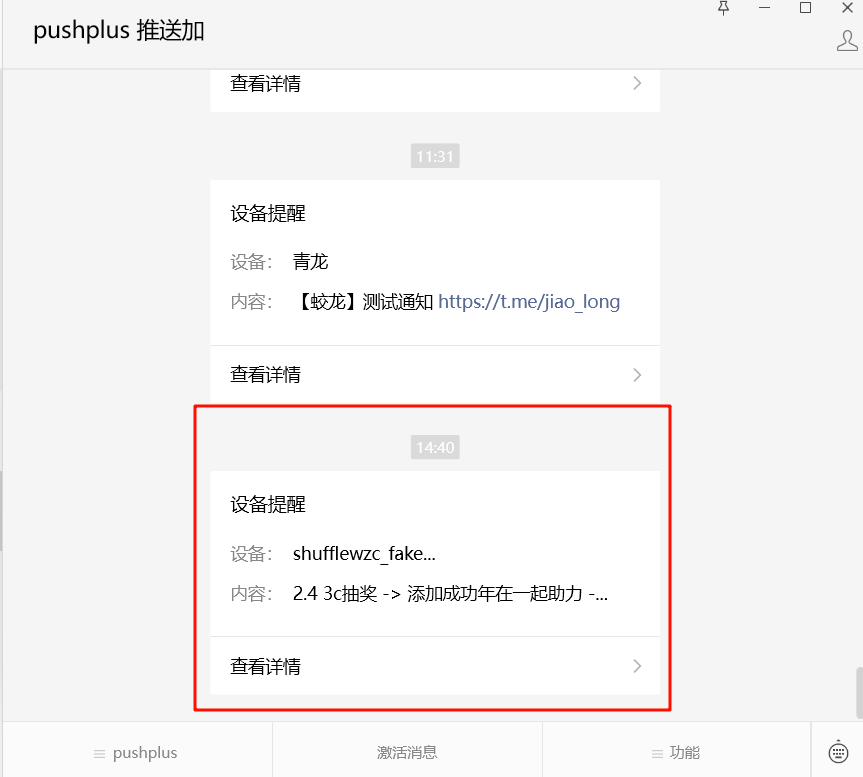 pushplus 推送加
查看详情
11:31
设备提醒
设备： 青龙
内容： 【蛟龙】测试通知 https://t.me/jiao_long
查看详情
14:40
设备提醒
设备： shufflewzc_fake...
内容： 2.4 3c抽奖 -> 添加成功年在一起助力 -...
查看详情
pushplus 激活消息 功能